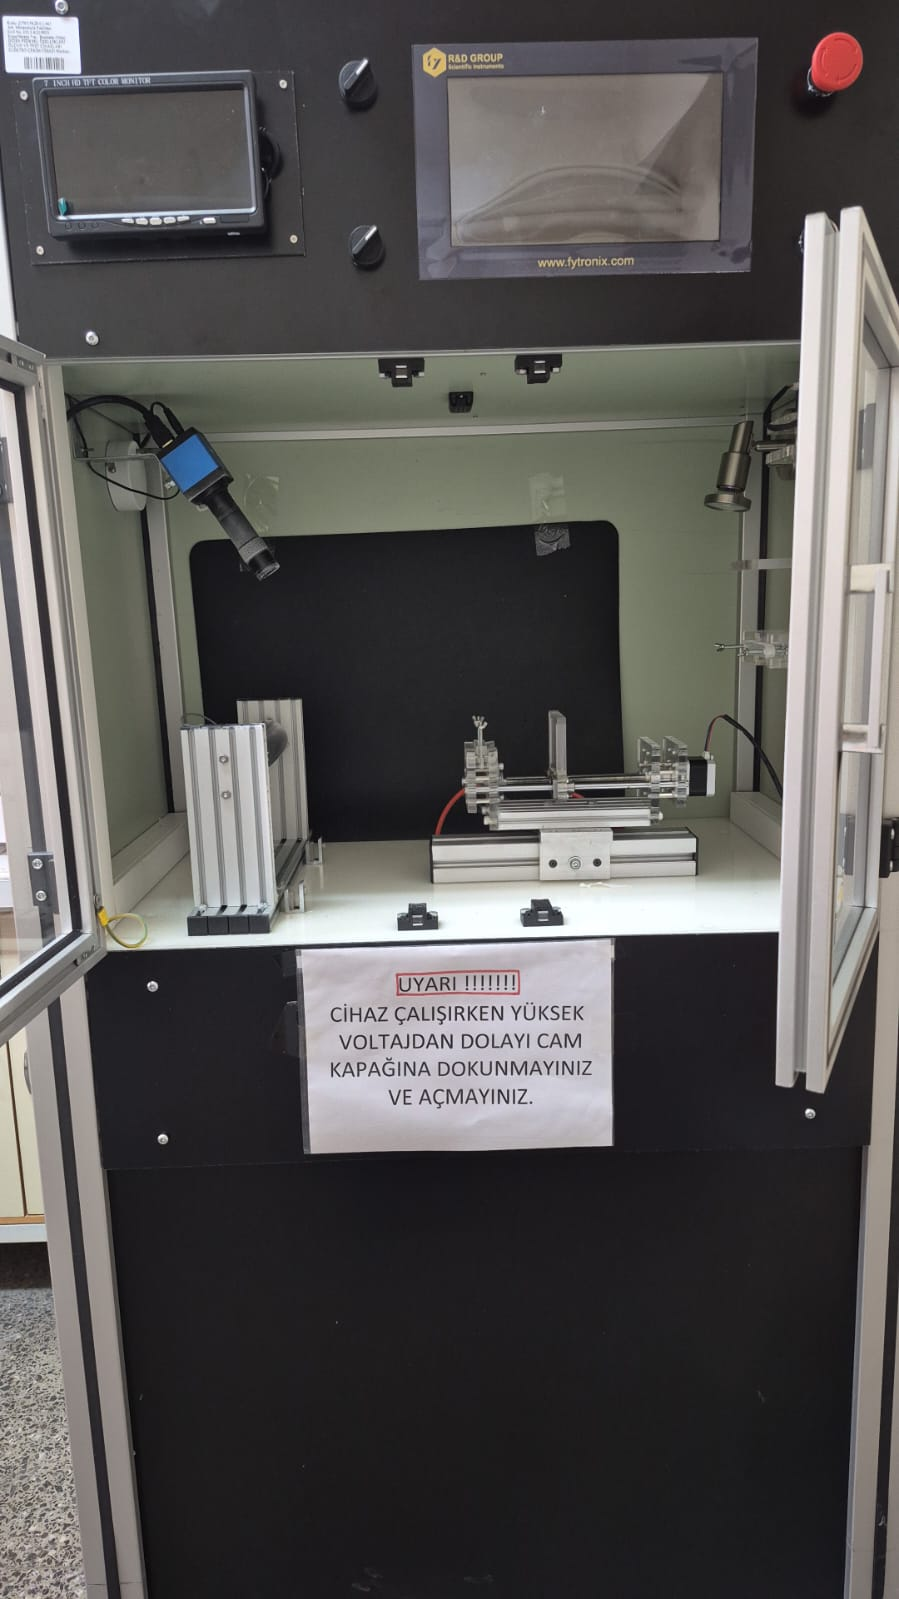 7 INCH HD TFT COLOR MONITOR
R&D GROUP
Scientific Instruments
www.fytronix.com
UYARI !!!!!!!
CİHAZ ÇALIŞIRKEN YÜKSEK
VOLTAJDAN DOLAYI CAM
KAPAĞINA DOKUNMAYINIZ
VE AÇMAYINIZ.